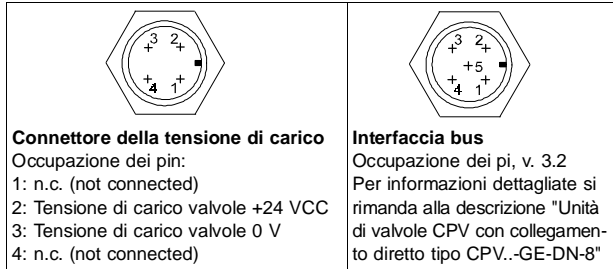 3 2
4 1
3 2
5
4 1
Connettore della tensione di carico
Occupazione dei pin:
1: n.c. (not connected)
2: Tensione di carico valvole +24 VCC
3: Tensione di carico valvole 0 V
4: n.c. (not connected)
Interfaccia bus
Occupazione dei pi, v. 3.2
Per informazioni dettagliate si
rimanda alla descrizione "Unità
di valvole CPV con collegamen-
to diretto tipo CPV..-GE-DN-8"